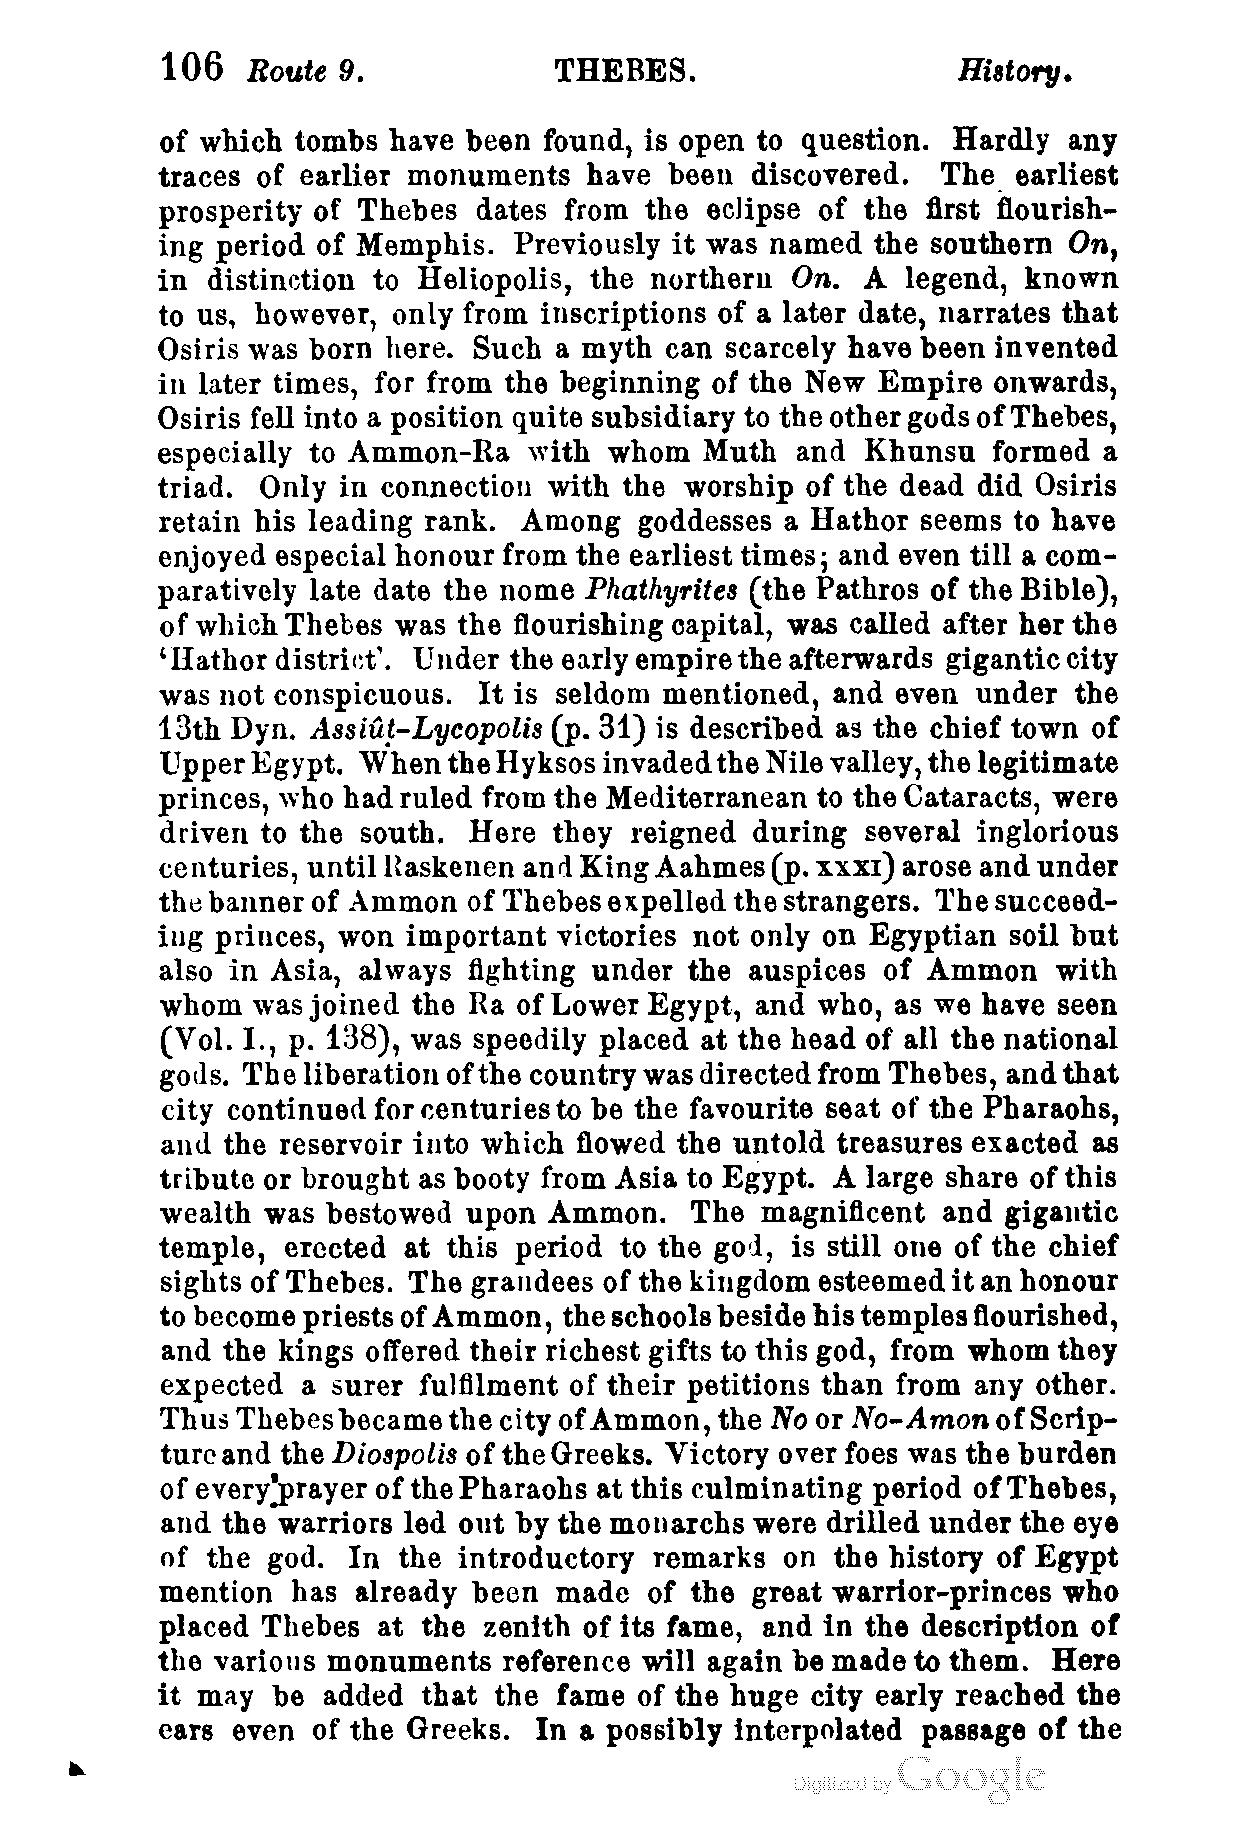 106 Route 9. THEBES. History.
of which tombs have been found, is open to question. Hardly any
traces of earlier monuments have been discovered. The earliest
prosperity of Thebes dates from the eclipse of the first flourish-
ing period of Memphis. Previously it was named the southern On,
in distinction to Heliopolis, the northern On. A legend, known
to us, however, only from inscriptions of a later date, narrates that
Osiris was born here. Such a myth can scarcely have been invented
in later times, for from the beginning of the New Empire onwards,
Osiris fell into a position quite subsidiary to the other gods of Thebes,
especially to Ammon-Ra with whom Muth and Khunsu formed a
triad. Only in connection with the worship of the dead did Osiris
retain his leading rank. Among goddesses a Hathor seems to have
enjoyed especial honour from the earliest times; and even till a com-
paratively late date the nome Phathyrites (the Pathros of the Bible),
of which Thebes was the flourishing capital, was called after her the
‘Hathor district’. Under the early empire the afterwards gigantic city
was not conspicuous. It is seldom mentioned, and even under the
13th Dyn. Assiûṭ-Lycopolis (p. 31) is described as the chief town of
Upper Egypt. When the Hyksos invaded the Nile valley, the legitimate
princes, who had ruled from the Mediterranean to the Cataracts, were
driven to the south. Here they reigned during several inglorious
centuries, until Raskenen and King Aahmes (p. xxxi) arose and under
the banner of Ammon of Thebes expelled the strangers. The succeed-
ing princes, won important victories not only on Egyptian soil but
also in Asia, always fighting under the auspices of Ammon with
whom was joined the Ra of Lower Egypt, and who, as we have seen
(Vol. I., p. 138), was speedily placed at the head of all the national
gods. The liberation of the country was directed from Thebes, and that
city continued for centuries to be the favourite seat of the Pharaohs,
and the reservoir into which flowed the untold treasures exacted as
tribute or brought as booty from Asia to Egypt. A large share of this
wealth was bestowed upon Ammon. The magnificent and gigantic
temple, erected at this period to the god, is still one of the chief
sights of Thebes. The grandees of the kingdom esteemed it an honour
to become priests of Ammon, the schools beside his temples flourished,
and the kings offered their richest gifts to this god, from whom they
expected a surer fulfilment of their petitions than from any other.
Thus Thebes became the city of Ammon, the No or No-Amon of Scrip-
ture and the Diospolis of the Greeks. Victory over foes was the burden
of every prayer of the Pharaohs at this culminating period of Thebes,
and the warriors led out by the monarchs were drilled under the eye
of the god. In the introductory remarks on the history of Egypt
mention has already been made of the great warrior-princes who
placed Thebes at the zenith of its fame, and in the description of
the various monuments reference will again be made to them. Here
it may be added that the fame of the huge city early reached the
ears even of the Greeks. In a possibly interpolated passage of the
Digitized by Google